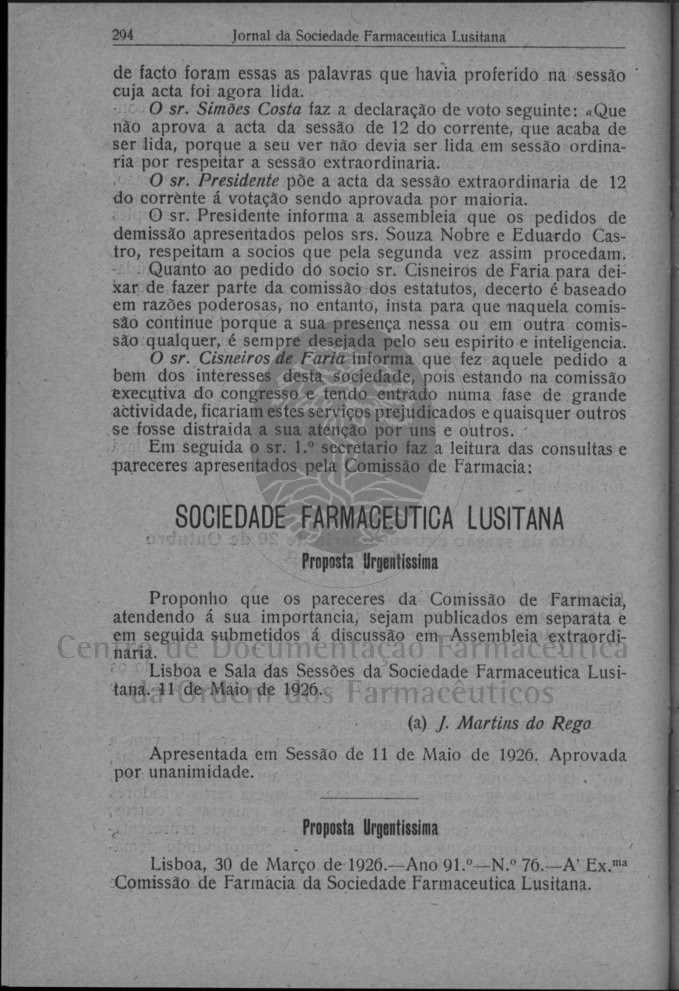 294 Jornal da Sociedade Farmaceutica Lusitana
de facto foram essas as palavras que havia proferido na sessão
cuja acta foi agora lida.
O sr. Simões Costa faz a declaração de voto seguinte: «Que
não aprova a acta da sessão de 12 do corrente, que acaba de
ser lida, porque a seu ver não devia ser lida em sessão ordina-
ria por respeitar a sessão extraordinaria.
O sr. Presidente põe a acta da sessão extraordinaria de 12
do corrente á votação sendo aprovada por maioria.
O sr. Presidente informa a assembleia que os pedidos de
demissão apresentados pelos srs. Souza Nobre e Eduardo Cas-
tro, respeitam a socios que pela segunda vez assim procedam.
Quanto ao pedido do socio sr. Cisneiros de Faria para dei-
xar de fazer parte da comissão dos estatutos, decerto é baseado
em razões poderosas, no entanto, insta para que naquela comis-
são continue porque a sua presença nessa ou em outra comis-
são qualquer, é sempre desejada pelo seu espirito e inteligencia.
O sr. Cisneiros de Faria informa que fez aquele pedido a
bem dos interesses desta sociedade, pois estando na comissão
executiva do congresso e tendo entrado numa fase de grande
actividade, ficariam estes serviços prejudicados e quaisquer outros
se fosse distraida a sua atenção por uns e outros.
Em seguida o sr. 1.º secretario faz a leitura das consultas e
pareceres apresentados pela Comissão de Farmacia:
SOCIEDADE FARMACEUTICA LUSITANA
Proposta Urgentissima
Proponho que os pareceres da Comissão de Farmacia,
atendendo á sua importancia, sejam publicados em separata e
em seguida submetidos á discussão em Assembleia extraordi-
naria.
Centro de Documentação Farmacêutica
Lisboa e Sala das Sessões da Sociedade Farmaceutica Lusi-
tana. 11 de Maio de 1926.
da Ordem dos Farmacêuticos
(a) J. Martins do Rego
Apresentada em Sessão de 11 de Maio de 1926. Aprovada
por unanimidade.
Proposta Urgentissima
Lisboa, 30 de Março de 1926.—Ano 91.º—N.º 76.—A' Ex.ma
Comissão de Farmacia da Sociedade Farmaceutica Lusitana.